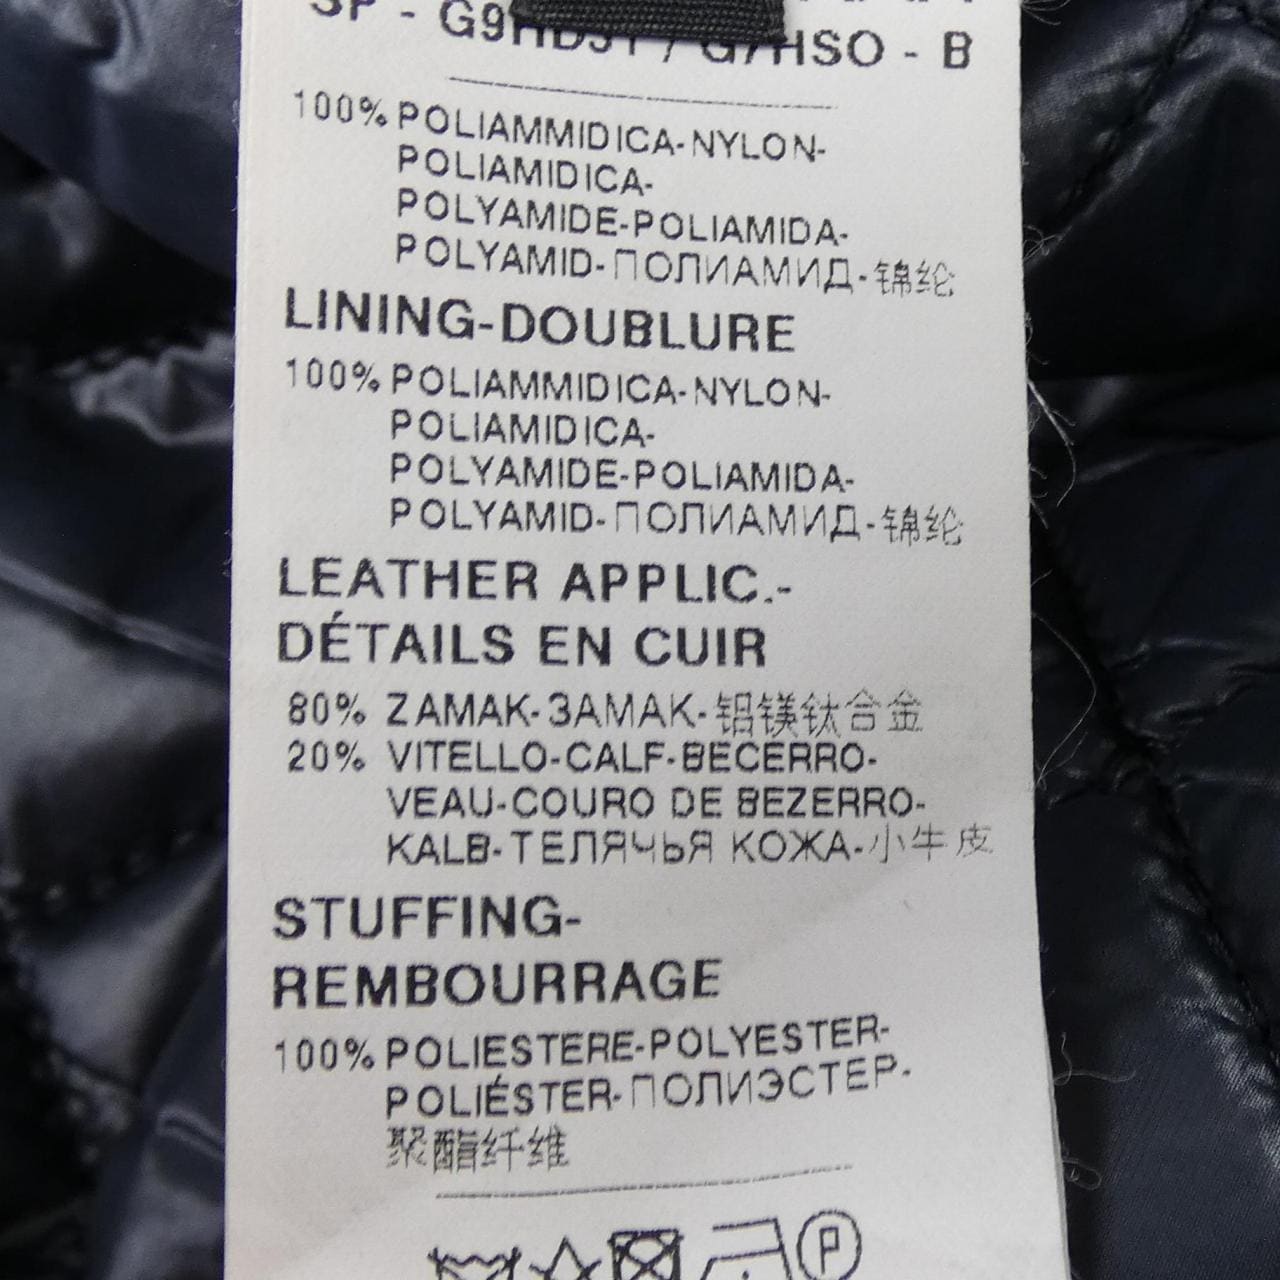 SF - G9 / G7HSO - B
100% POLIAMMIDICA-NYLON-
POLIAMIDICA-
POLYAMIDE-POLIAMIDA-
POLYAMID-ПОЛИАМИД-锦纶
LINING-DOUBLURE
100% POLIAMMIDICA-NYLON-
POLIAMIDICA-
POLYAMIDE-POLIAMIDA-
POLYAMID-ПОЛИАМИД-锦纶
LEATHER APPLIC.-
DÉTAILS EN CUIR
80% ZAMAK-ЗАМАК-铝镁钛合金
20% VITELLO-CALF-BECERRO-
VEAU-COURO DE BEZERRO-
KALB-ТЕЛЯЧЬЯ КОЖА-小牛皮
STUFFING-
REMBOURRAGE
100% POLIESTERE-POLYESTER-
POLIÉSTER-ПОЛИЭСТЕР-
聚酯纤维
P